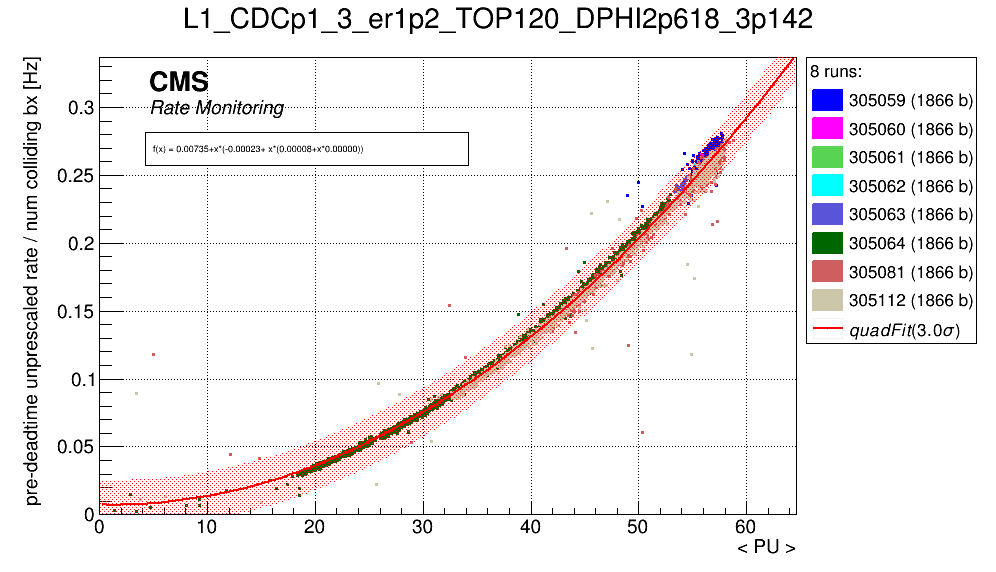 L1_CDCp1_3_er1p2_TOP120_DPHI2p618_3p142
pre-deadtime unprescaled rate / num colliding bx [Hz]
CMS
Rate Monitoring
f(x) = 0.00735+x*(-0.00023+ x*(0.00008+x*0.00000))
0.3
0.25
0.2
0.15
0.1
0.05
0
0 10 20 30 40 50 60
< PU >
8 runs:
305059 (1866 b)
305060 (1866 b)
305061 (1866 b)
305062 (1866 b)
305063 (1866 b)
305064 (1866 b)
305081 (1866 b)
305112 (1866 b)
quadFit(3.0σ)